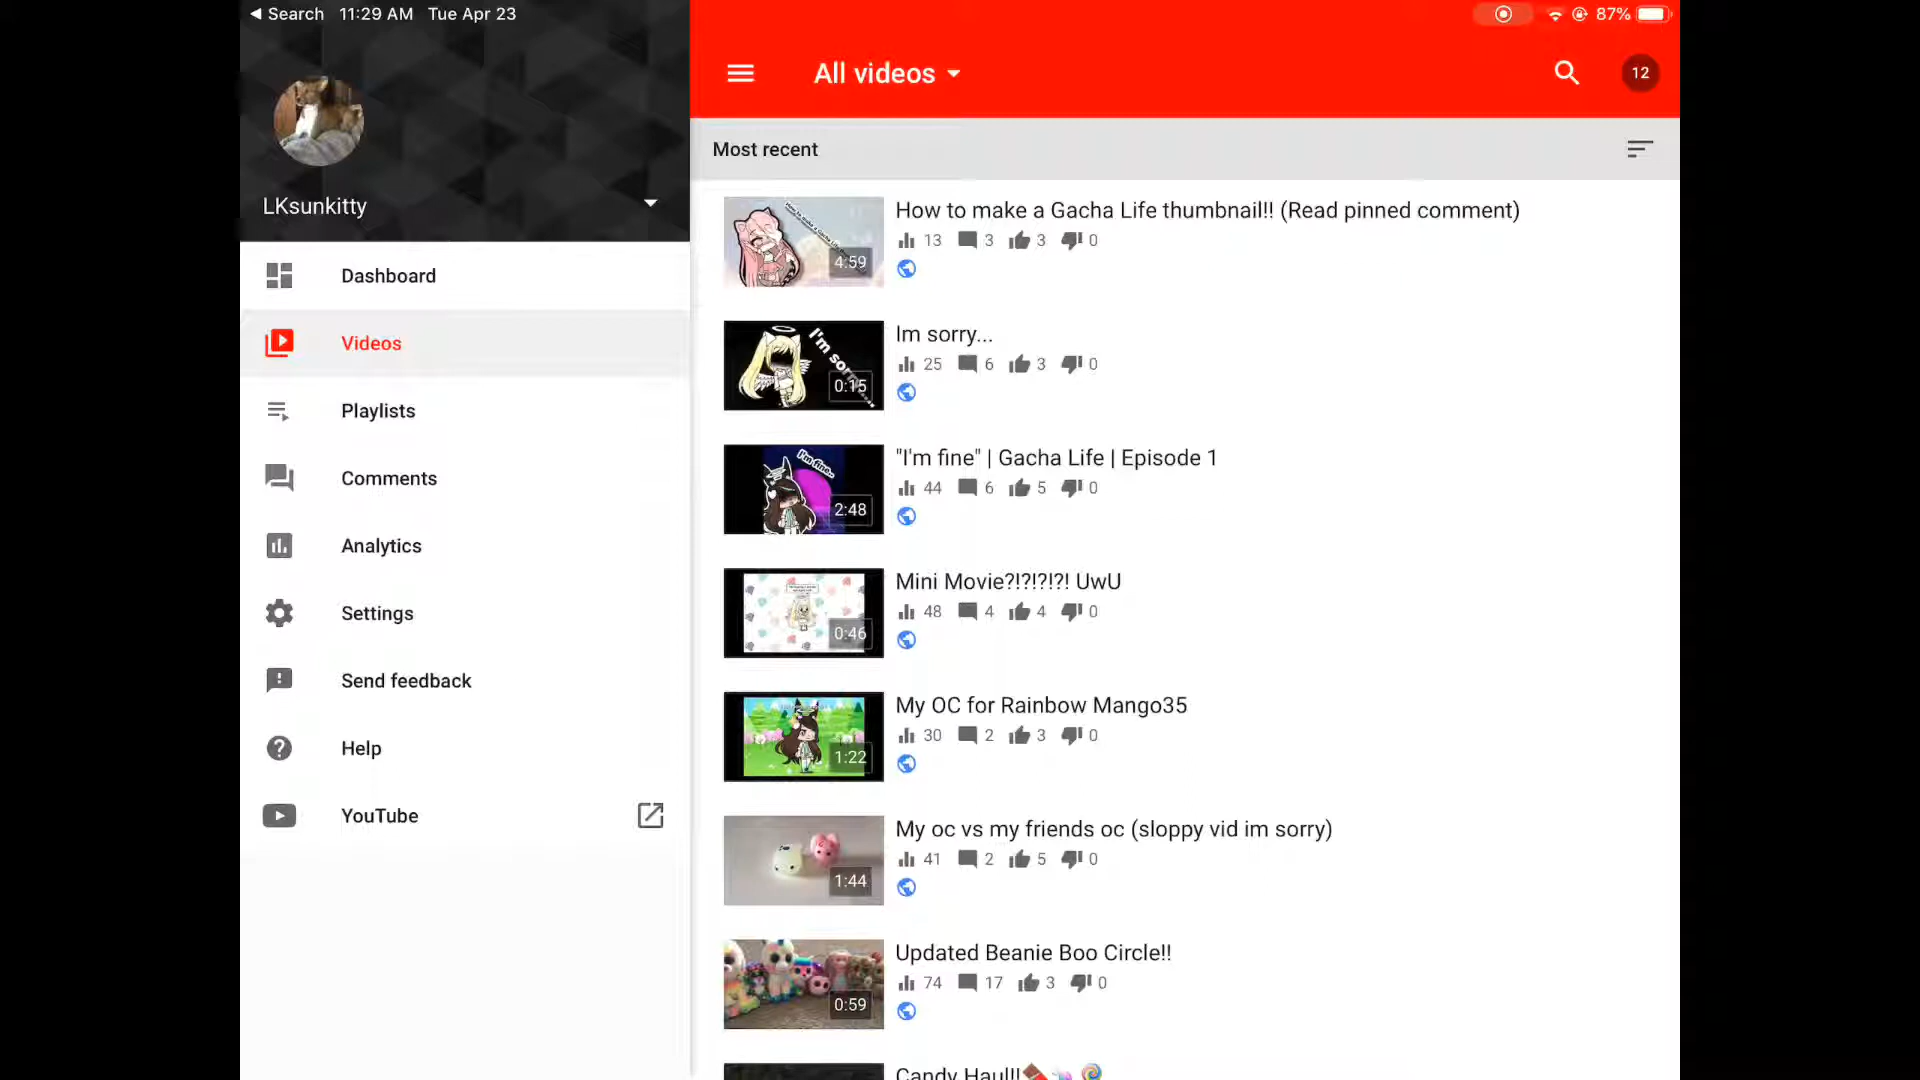 Search 11:29 AM Tue Apr 23
87%
LKsunkitty
Dashboard
Videos
Playlists
Comments
Analytics
Settings
Send feedback
Help
YouTube
All videos
12
Most recent
How to make a Gacha Life thumbnail!! (Read pinned comment)
13 3 3 0
4:59
Im sorry...
25 6 3 0
I'm sorry....
0:15
"I'm fine" | Gacha Life | Episode 1
44 6 5 0
I'm fine..
2:48
Mini Movie?!?!?!?! UwU
48 4 4 0
0:46
My OC for Rainbow Mango35
30 2 3 0
1:22
My oc vs my friends oc (sloppy vid im sorry)
41 2 5 0
1:44
Updated Beanie Boo Circle!!
74 17 3 0
0:59
Candy Haul!!🍫🍬🍭